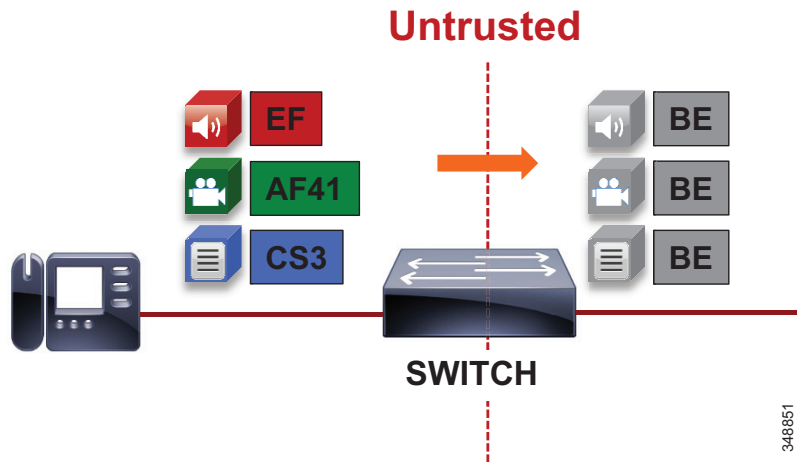 Untrusted
EF
BE
AF41
BE
CS3
BE
SWITCH
348851